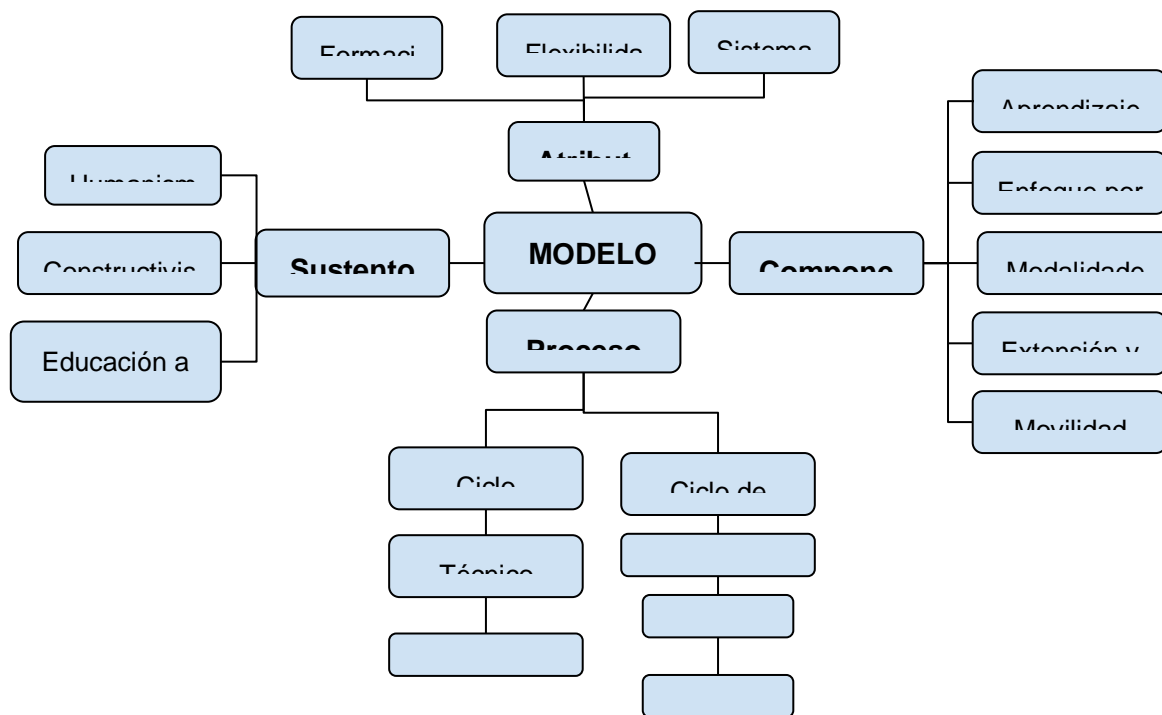 Formaci
Flexibilida
Sistema
Atribut
Aprendizaje
Enfoque por
Modalidade
Extensión y
Movilidad
Humanism
Constructivis
Educación a
Sustento
MODELO
Compone
Proceso
Ciclo
Técnico
Ciclo de